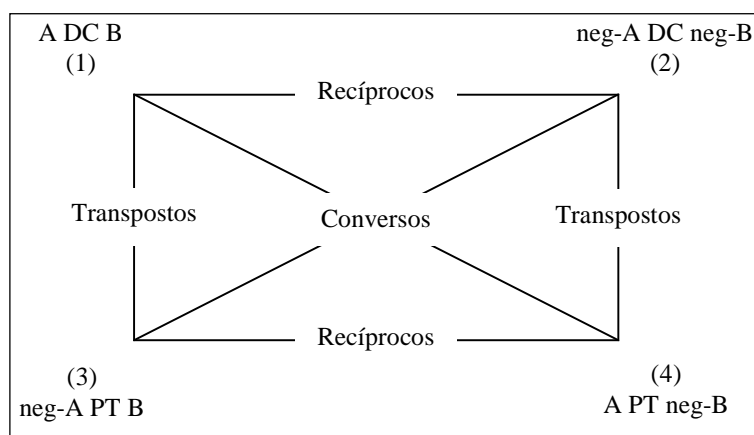 A DC B
(1)
neg-A DC neg-B
(2)
Recíprocos
Transpostos
Conversos
Transpostos
Recíprocos
(3)
neg-A PT B
(4)
A PT neg-B